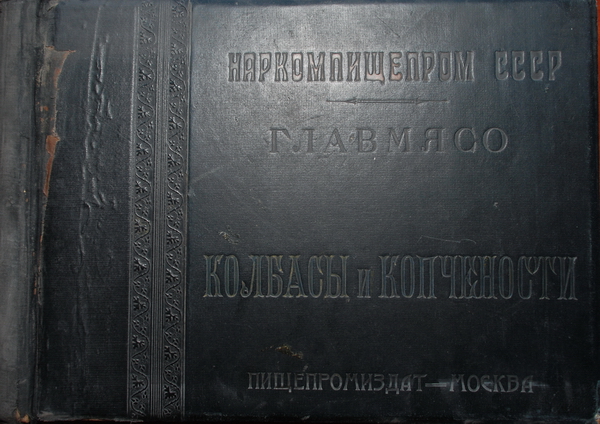 НАРКОМПИЩЕПРОМ СССР
ГЛАВМЯСО
КОЛБАСЫ И КОПЧЕНОСТИ
ПИЩЕПРОМИЗДАТ—МОСКВА